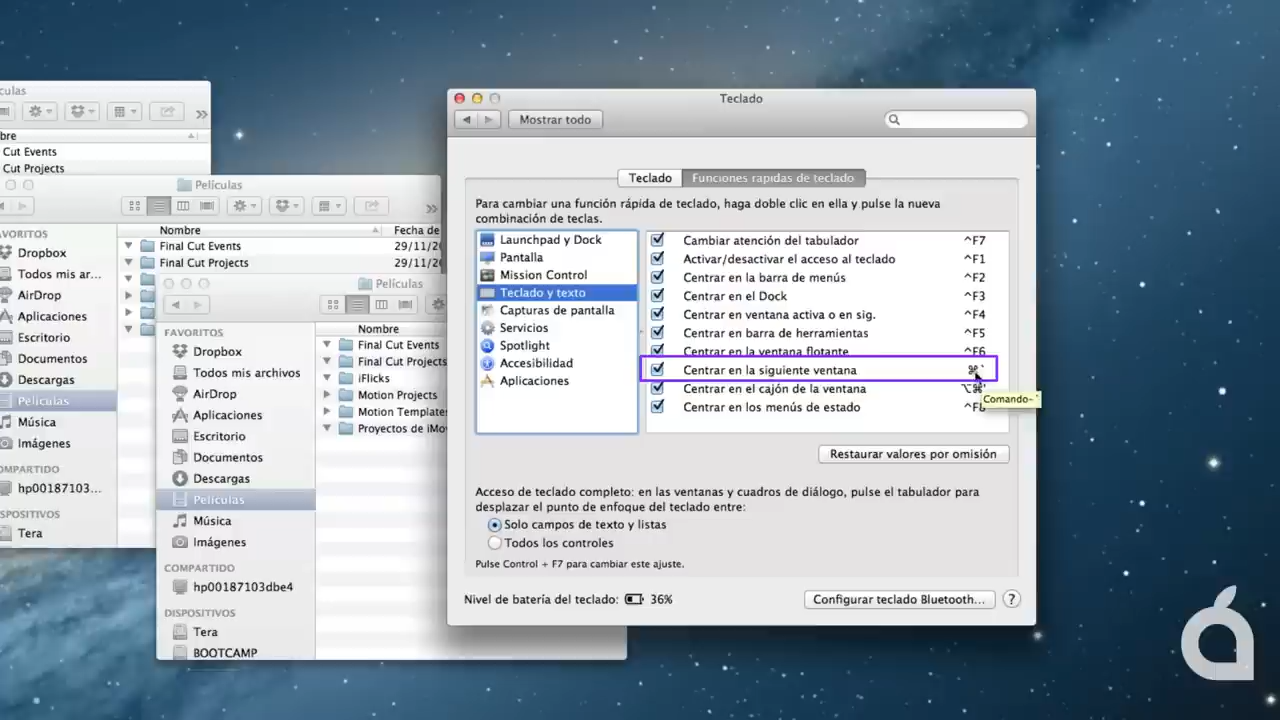 culas
bre
Cut Events
Cut Projects
Películas
Nombre
Fecha de
VORITOS
Dropbox
Todos mis ar...
AirDrop
Aplicaciones
Escritorio
Documentos
Descargas
Películas
Música
Imágenes
OMPARTIDO
hp00187103...
SPOSITIVOS
Tera
Final Cut Events
29/11/20
Final Cut Projects
29/11/20
Películas
FAVORITOS
Dropbox
Todos mis archivos
AirDrop
Aplicaciones
Escritorio
Documentos
Descargas
Películas
Música
Imágenes
COMPARTIDO
hp00187103dbe4
DISPOSITIVOS
Tera
BOOTCAMP
Nombre
Final Cut Events
Final Cut Projects
iFlicks
Motion Projects
Motion Templates
Proyectos de iMov
Teclado
Mostrar todo
Teclado
Funciones rápidas de teclado
Para cambiar una función rápida de teclado, haga doble clic en ella y pulse la nueva
combinación de teclas.
Launchpad y Dock
Pantalla
Mission Control
Teclado y texto
Capturas de pantalla
Servicios
Spotlight
Accesibilidad
Aplicaciones
Cambiar atención del tabulador ^F7
Activar/desactivar el acceso al teclado ^F1
Centrar en la barra de menús ^F2
Centrar en el Dock ^F3
Centrar en ventana activa o en sig. ^F4
Centrar en barra de herramientas ^F5
Centrar en la ventana flotante ^F6
Centrar en la siguiente ventana ⌘`
Centrar en el cajón de la ventana ⌥⌘'
Centrar en los menús de estado ^F8
Comando-`
Restaurar valores por omisión
Acceso de teclado completo: en las ventanas y cuadros de diálogo, pulse el tabulador para
desplazar el punto de enfoque del teclado entre:
Solo campos de texto y listas
Todos los controles
Pulse Control + F7 para cambiar este ajuste.
Nivel de batería del teclado: 36%
Configurar teclado Bluetooth...
?